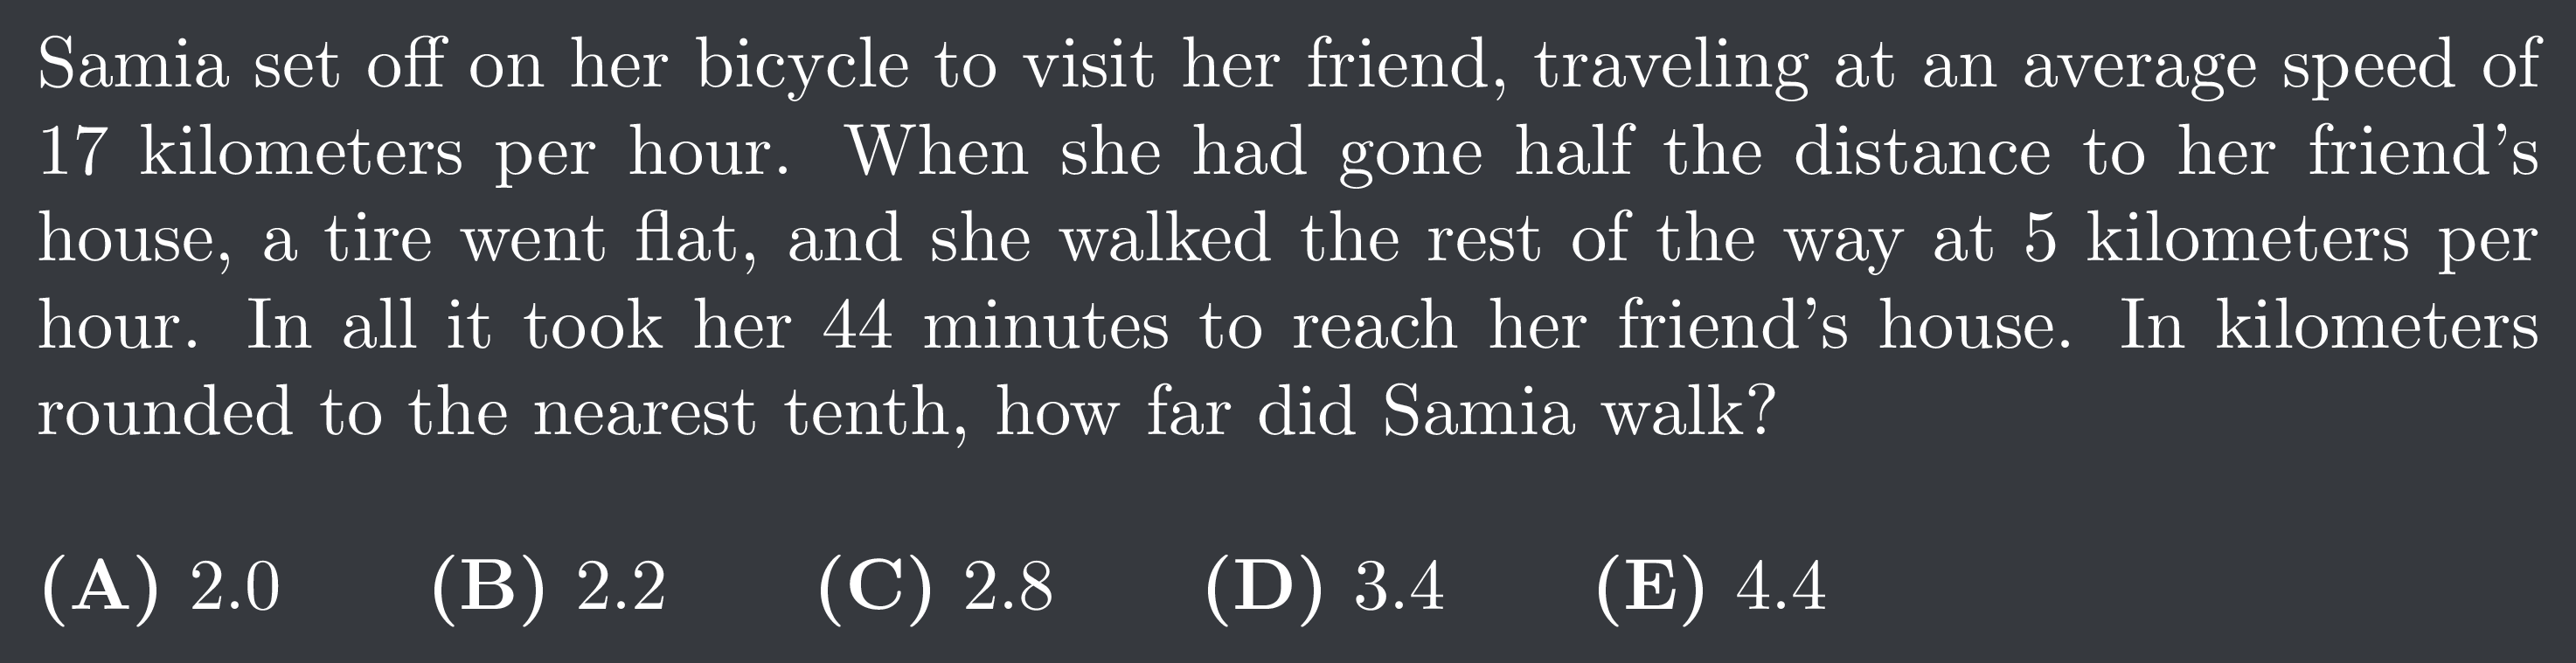 Samia set off on her bicycle to visit her friend, traveling at an average speed of
17 kilometers per hour. When she had gone half the distance to her friend's
house, a tire went flat, and she walked the rest of the way at 5 kilometers per
hour. In all it took her 44 minutes to reach her friend's house. In kilometers
rounded to the nearest tenth, how far did Samia walk?
(A) 2.0 (B) 2.2 (C) 2.8 (D) 3.4 (E) 4.4